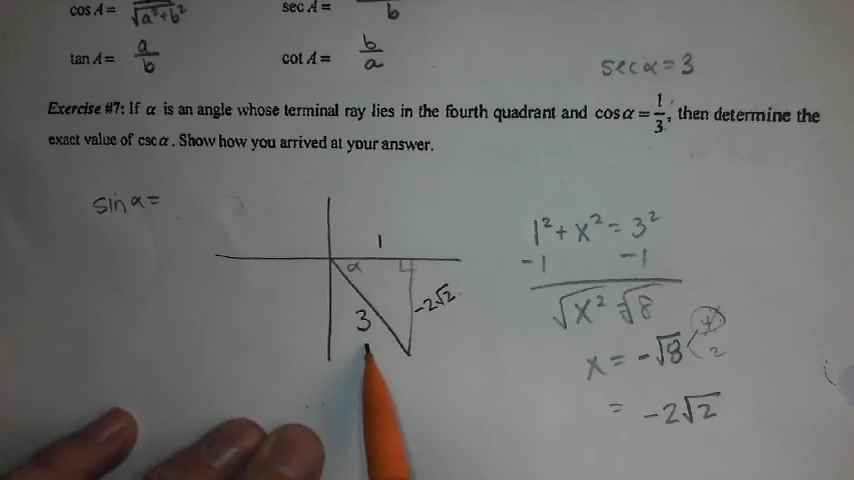 cos A = √a²+b²
sec A = b
tan A = a/b
cot A = b/a
sec α = 3
Exercise #7: If α is an angle whose terminal ray lies in the fourth quadrant and cos α = 1/3, then determine the
exact value of csc α. Show how you arrived at your answer.
sin α =
1
α
3
-2√2
1² + x² = 3²
-1 -1
√x² = √8
x = -√8 4 2
= -2√2